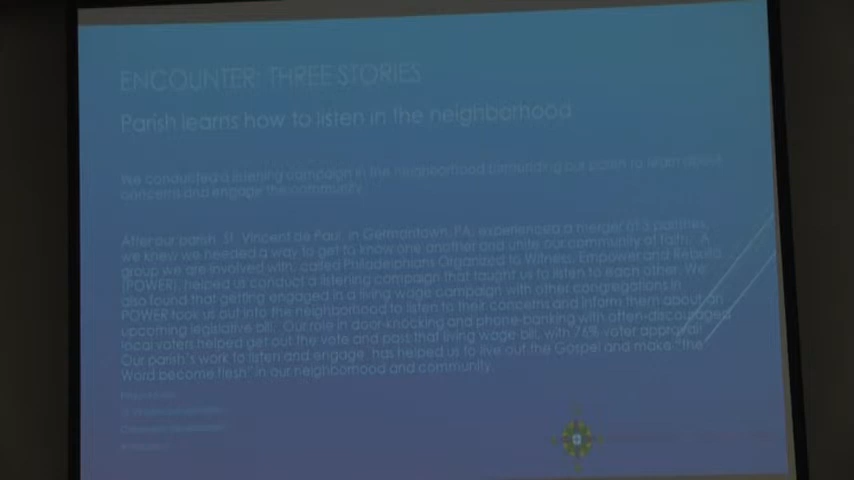 ENCOUNTER: THREE STORIES
Parish learns how to listen in the neighborhood
We conducted a listening campaign in the neighborhood surrounding our parish to learn about
concerns and engage the community.
After our parish, St. Vincent de Paul, in Germantown, PA, experienced a merger of 3 parishes,
we knew we needed a way to get to know one another and unite our community of faith. A
group we are involved with, called Philadelphians Organized to Witness, Empower and Rebuild
(POWER), helped us conduct a listening campaign that taught us to listen to each other. We
also found that getting engaged in a living wage campaign with other congregations in
POWER took us out into the neighborhood to listen to their concerns and inform them about an
upcoming legislative bill. Our role in door-knocking and phone-banking with often-discouraged
local voters helped get out the vote and pass that living wage bill, with 76% voter approval!
Our parish's work to listen and engage, has helped us to live out the Gospel and make "the
Word become flesh" in our neighborhood and community.